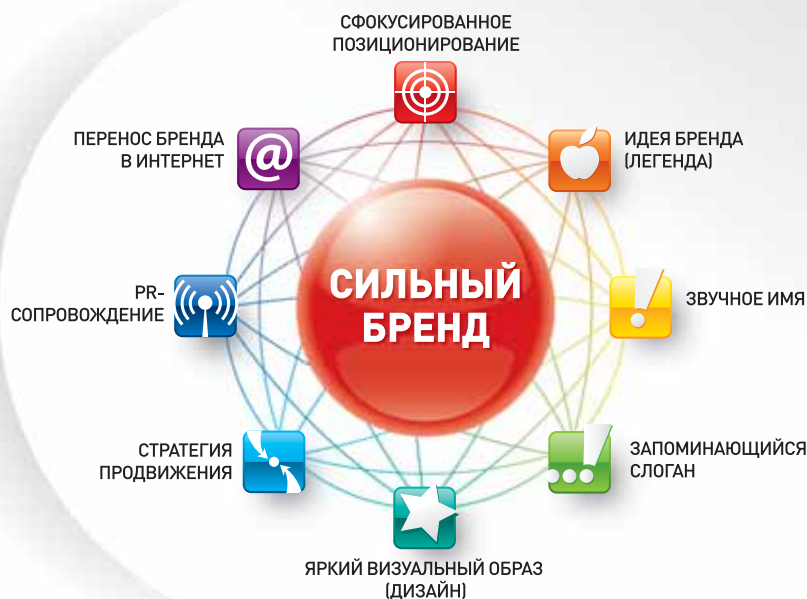 СФОКУСИРОВАННОЕ
ПОЗИЦИОНИРОВАНИЕ
ИДЕЯ БРЕНДА
(ЛЕГЕНДА)
ЗВУЧНОЕ ИМЯ
ЗАПОМИНАЮЩИЙСЯ
СЛОГАН
ЯРКИЙ ВИЗУАЛЬНЫЙ ОБРАЗ
(ДИЗАЙН)
СТРАТЕГИЯ
ПРОДВИЖЕНИЯ
PR-
СОПРОВОЖДЕНИЕ
ПЕРЕНОС БРЕНДА
В ИНТЕРНЕТ
@
СИЛЬНЫЙ
БРЕНД